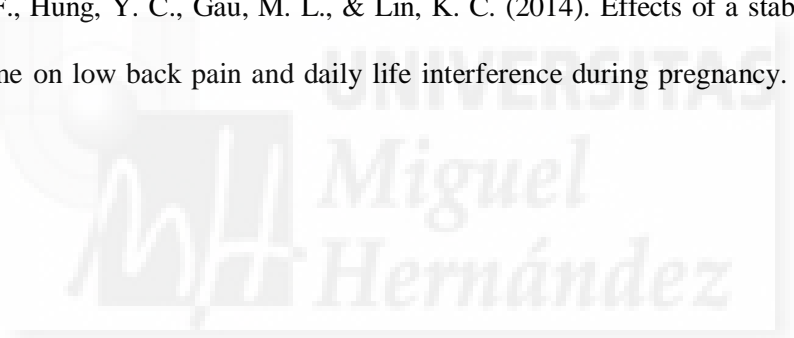 F., Hung, Y. C., Gau, M. L., & Lin, K. C. (2014). Effects of a stab
ne on low back pain and daily life interference during pregnancy.
UNIVERSITAS
Miguel
Hernández